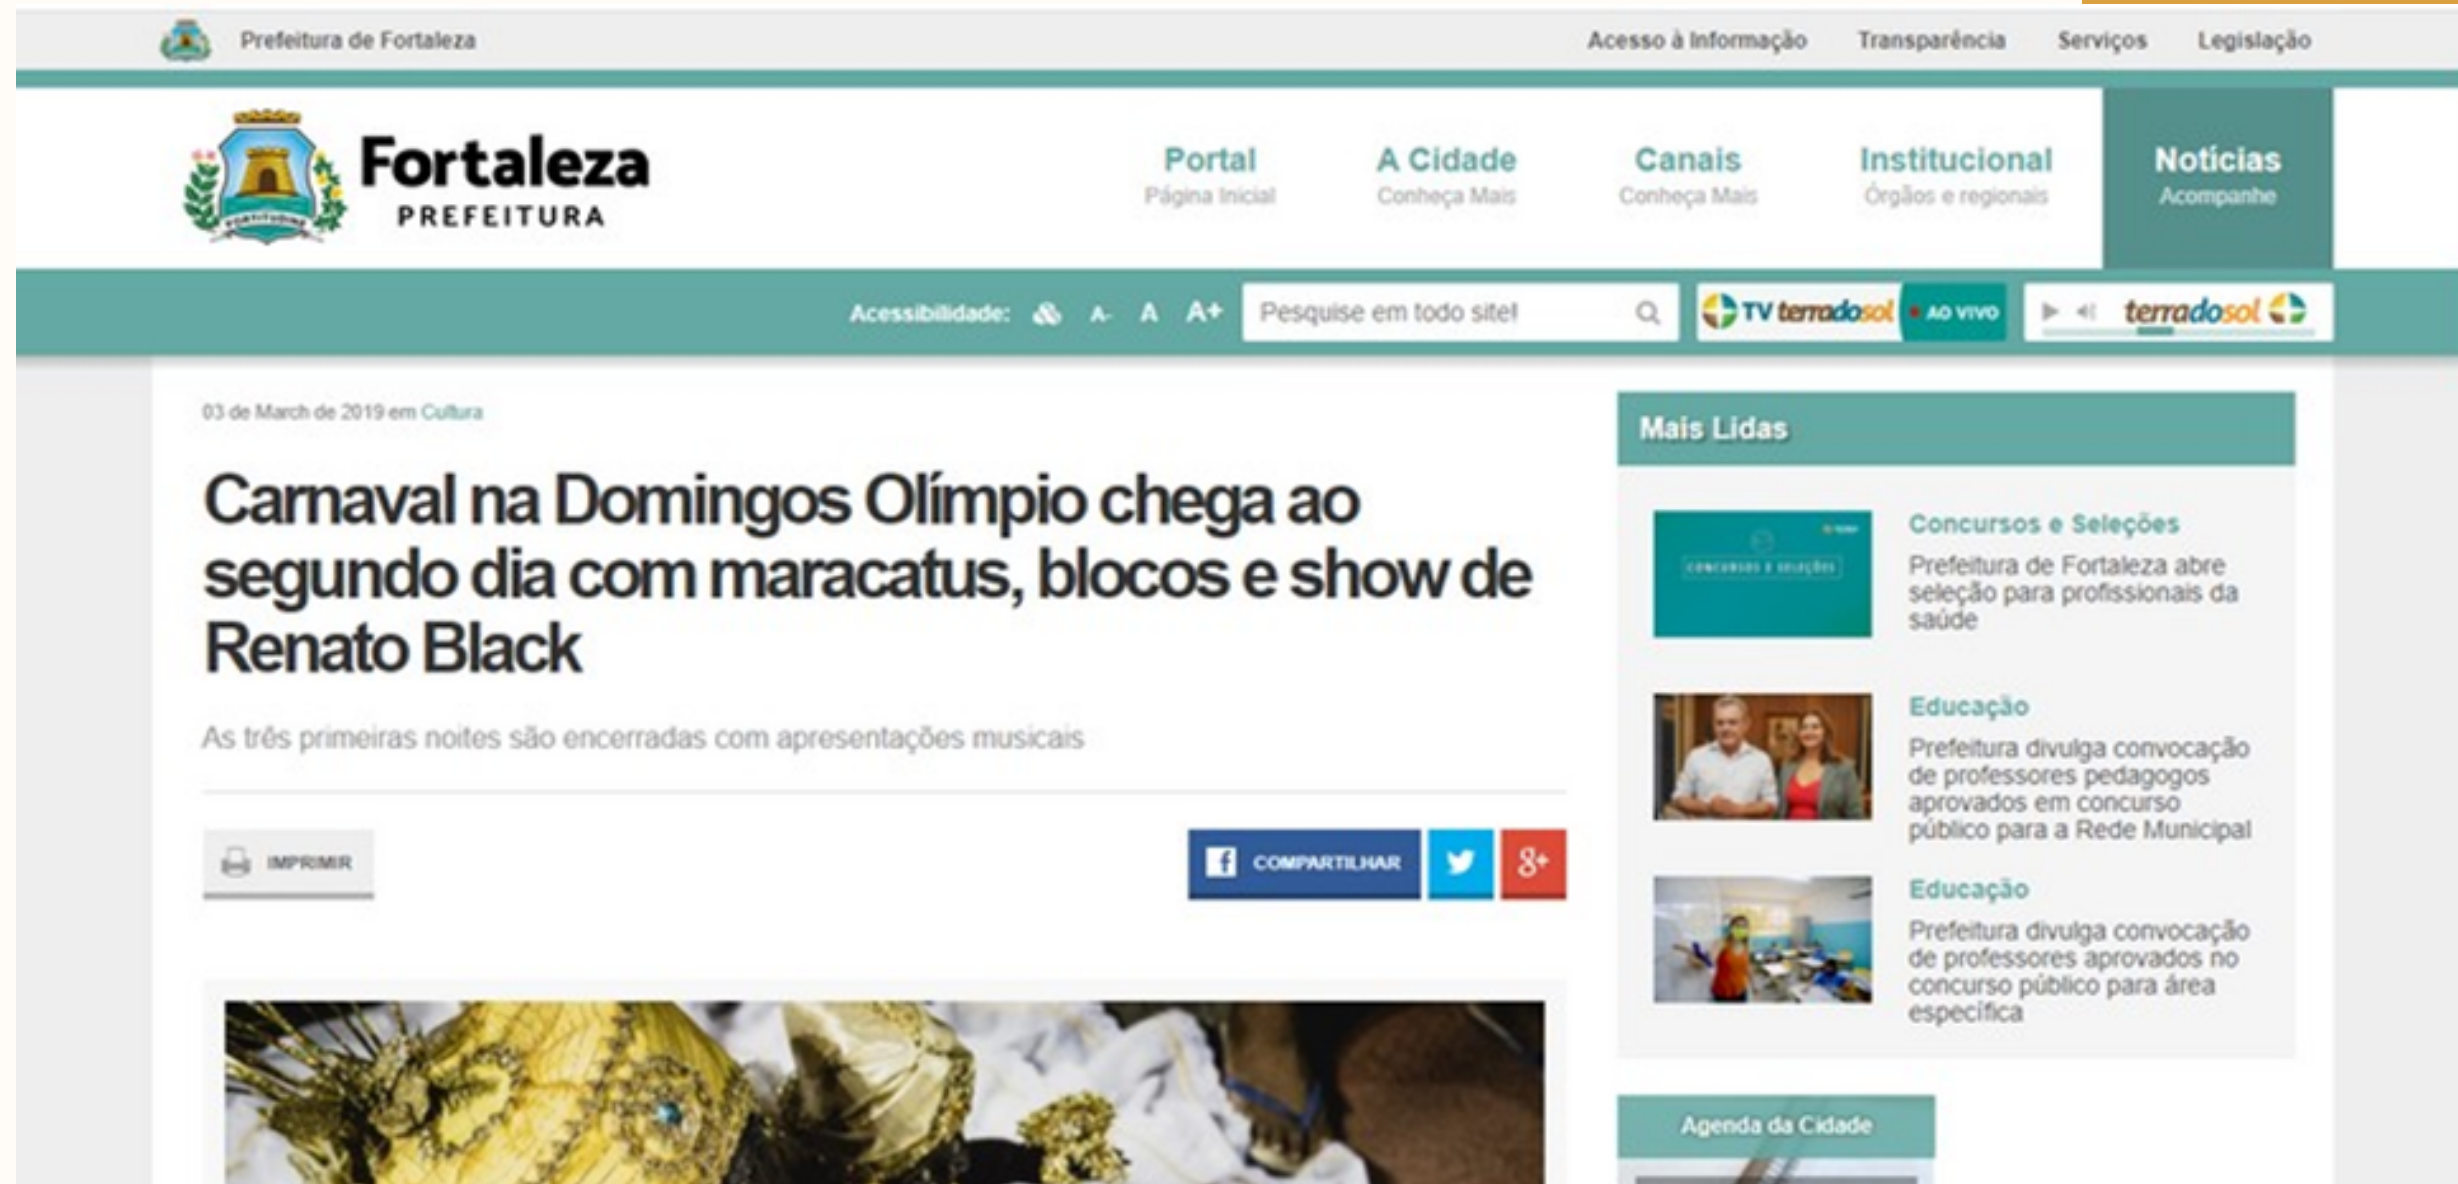 Prefeitura de Fortaleza
Acesso à Informação Transparência Serviços Legislação
Fortaleza
PREFEITURA
FORTITUDINE
Portal
Página Inicial
A Cidade
Conheça Mais
Canais
Conheça Mais
Institucional
Órgãos e regionais
Notícias
Acompanhe
Acessibilidade: A- A A+
Pesquise em todo site!
TV terradosol AO VIVO
terradosol
03 de March de 2019 em Cultura
Carnaval na Domingos Olímpio chega ao
segundo dia com maracatus, blocos e show de
Renato Black
As três primeiras noites são encerradas com apresentações musicais
IMPRIMIR
COMPARTILHAR
8+
Mais Lidas
CONCURSOS E SELEÇÕES
Concursos e Seleções
Prefeitura de Fortaleza abre
seleção para profissionais da
saúde
Educação
Prefeitura divulga convocação
de professores pedagogos
aprovados em concurso
público para a Rede Municipal
Educação
Prefeitura divulga convocação
de professores aprovados no
concurso público para área
específica
Agenda da Cidade